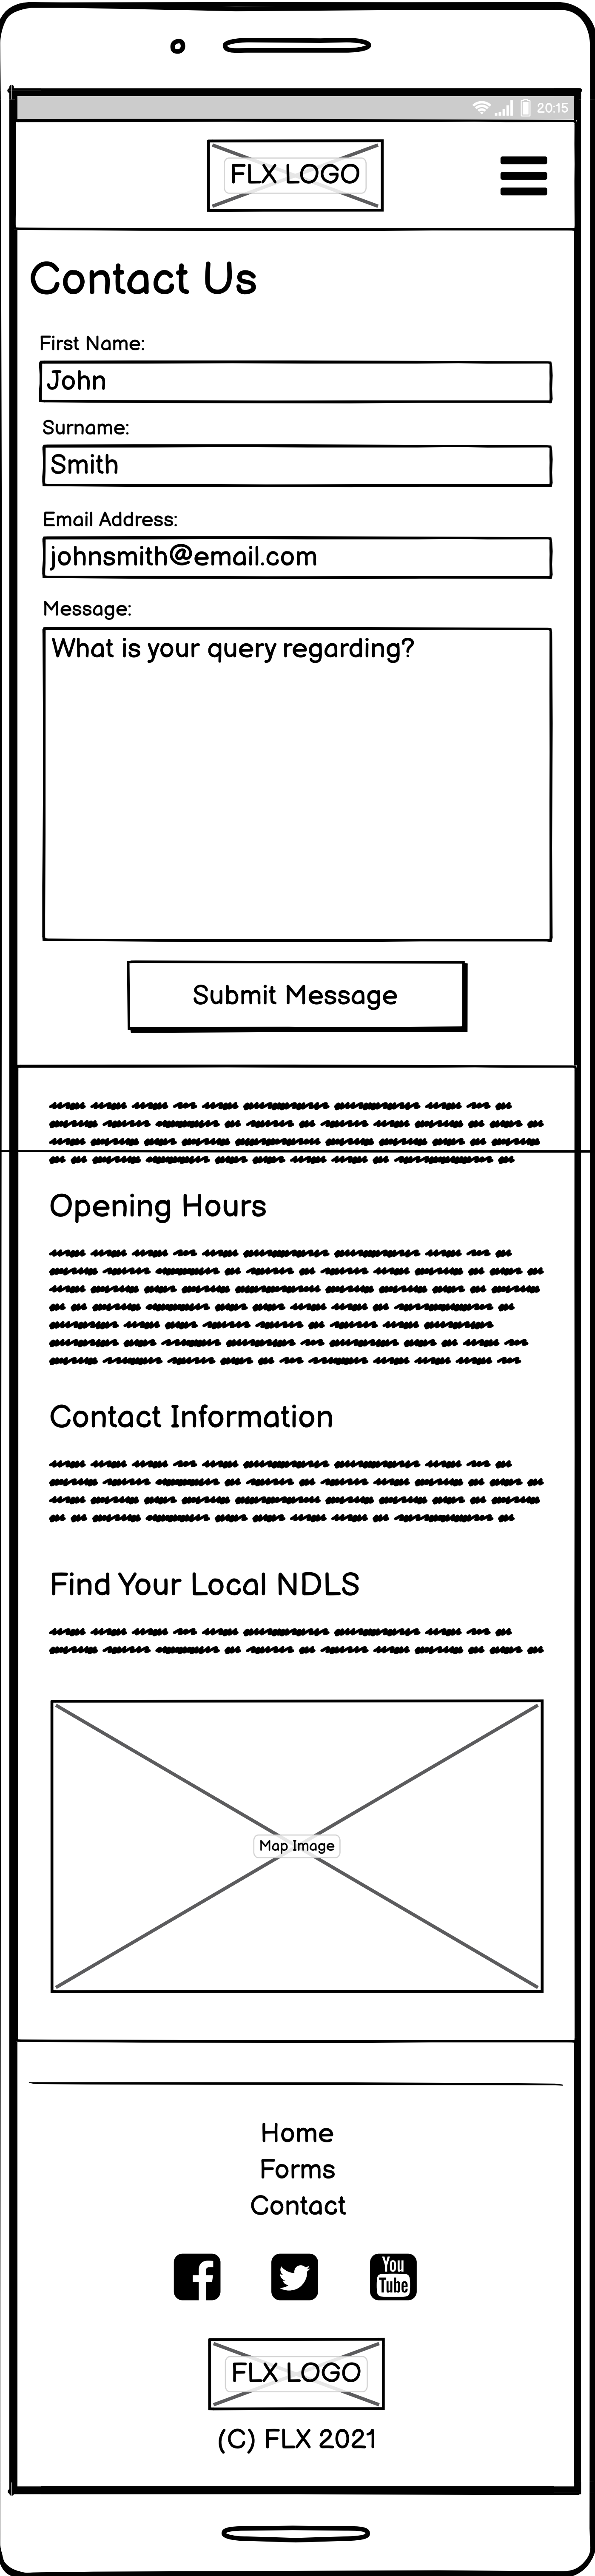 20:15
FLX LOGO
Contact Us
First Name:
John
Surname:
Smith
Email Address:
johnsmith@email.com
Message:
What is your query regarding?
Submit Message
Opening Hours
Contact Information
Find Your Local NDLS
Map Image
Home
Forms
Contact
You
Tube
FLX LOGO
(C) FLX 2021